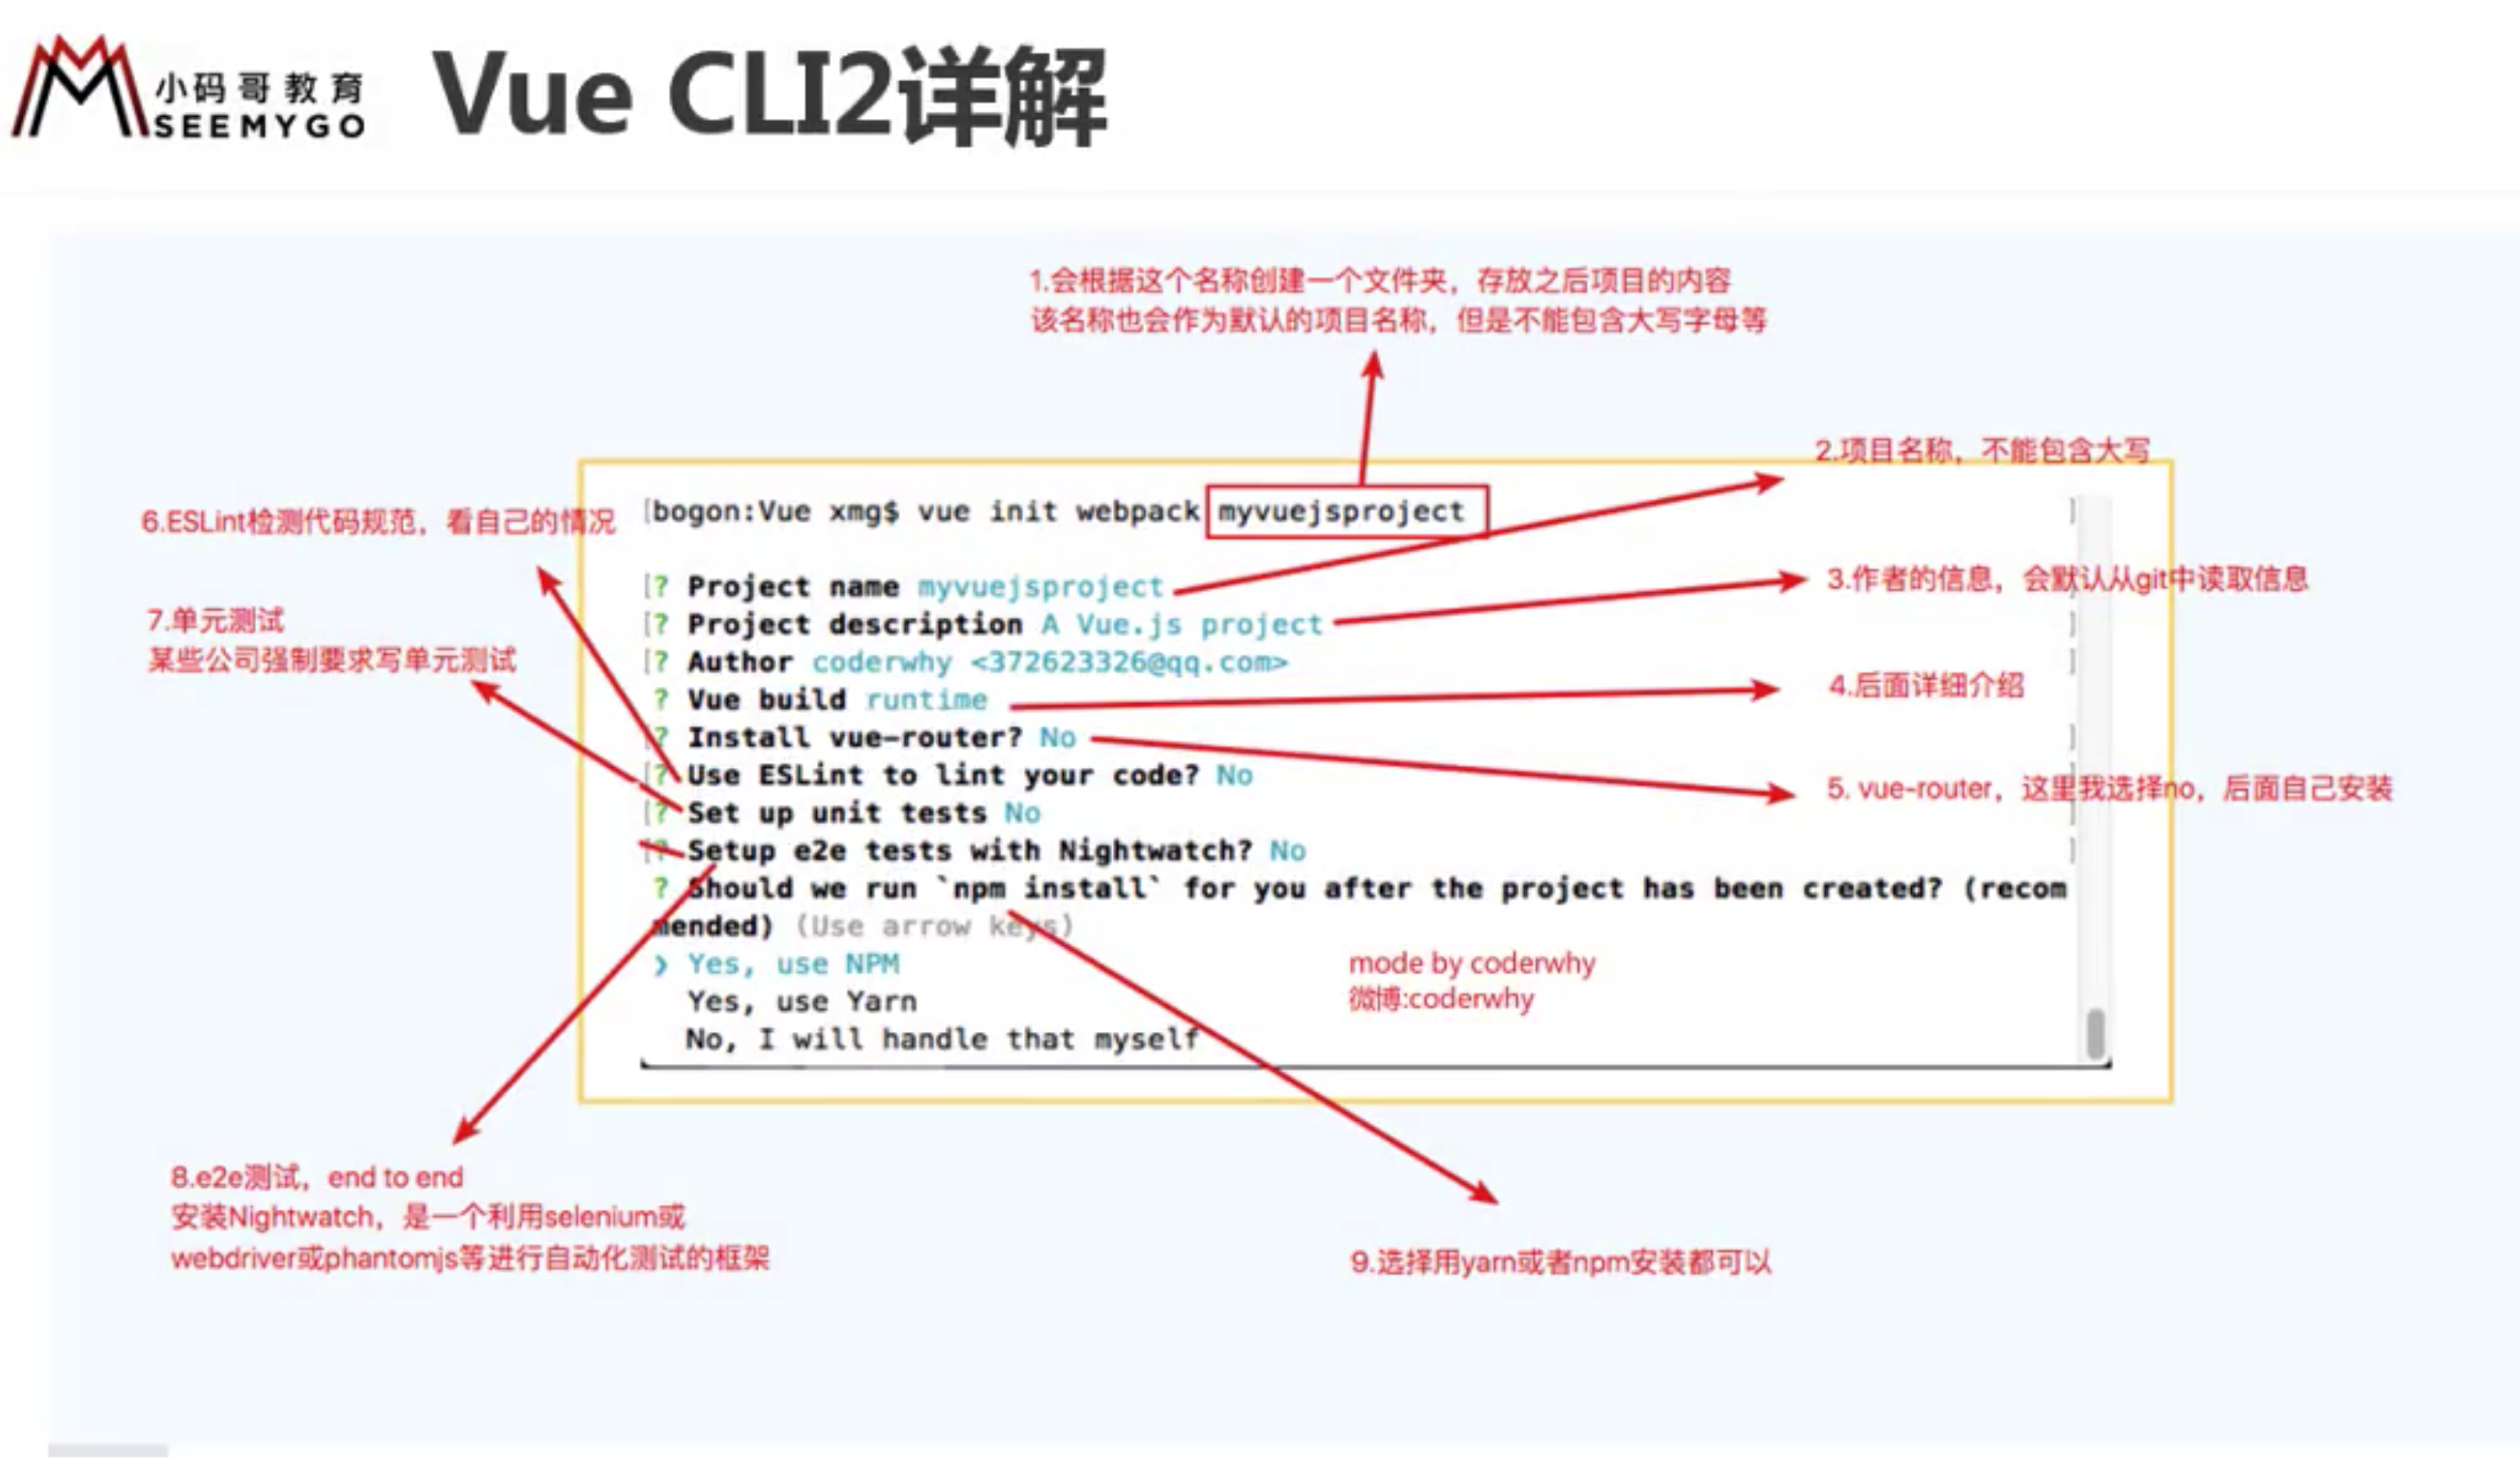 小码哥教育
SEEMYGO
Vue CLI2详解
1.会根据这个名称创建一个文件夹，存放之后项目的内容
该名称也会作为默认的项目名称，但是不能包含大写字母等
2.项目名称，不能包含大写
6.ESLint检测代码规范，看自己的情况
[bogon:Vue xmg$ vue init webpack myvuejsproject ]
3.作者的信息，会默认从git中读取信息
7.单元测试
某些公司强制要求写单元测试
4.后面详细介绍
5. vue-router，这里我选择no，后面自己安装
[? Project name myvuejsproject ]
[? Project description A Vue.js project ]
[? Author coderwhy <372623326@qq.com> ]
? Vue build runtime
[? Install vue-router? No ]
[? Use ESLint to lint your code? No ]
[? Set up unit tests No ]
[? Setup e2e tests with Nightwatch? No ]
? Should we run `npm install` for you after the project has been created? (recom
mended) (Use arrow keys)
❯ Yes, use NPM
Yes, use Yarn
No, I will handle that myself
mode by coderwhy
微博:coderwhy
8.e2e测试，end to end
安装Nightwatch，是一个利用selenium或
webdriver或phantomjs等进行自动化测试的框架
9.选择用yarn或者npm安装都可以